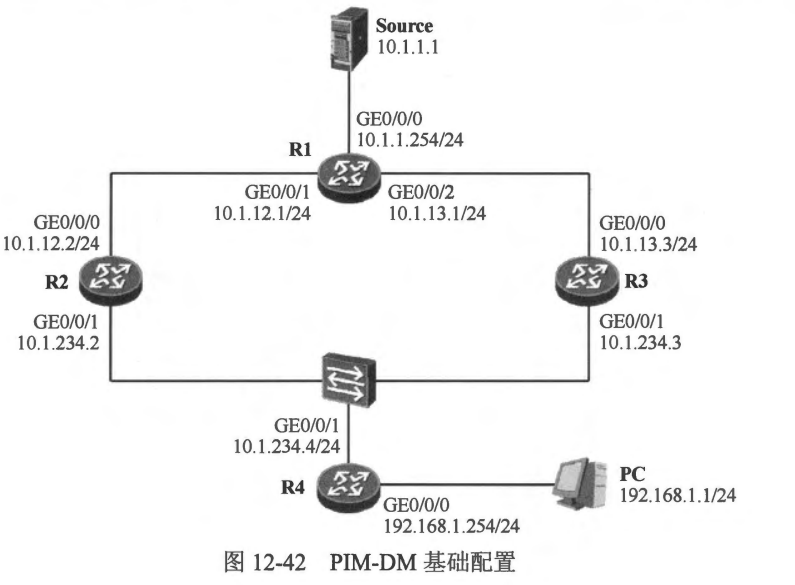 Source
10.1.1.1
GE0/0/0
10.1.1.254/24
R1
GE0/0/1
10.1.12.1/24
GE0/0/2
10.1.13.1/24
GE0/0/0
10.1.12.2/24
R2
GE0/0/1
10.1.234.2
GE0/0/0
10.1.13.3/24
R3
GE0/0/1
10.1.234.3
GE0/0/1
10.1.234.4/24
R4
GE0/0/0
192.168.1.254/24
PC
192.168.1.1/24
图 12-42 PIM-DM 基础配置